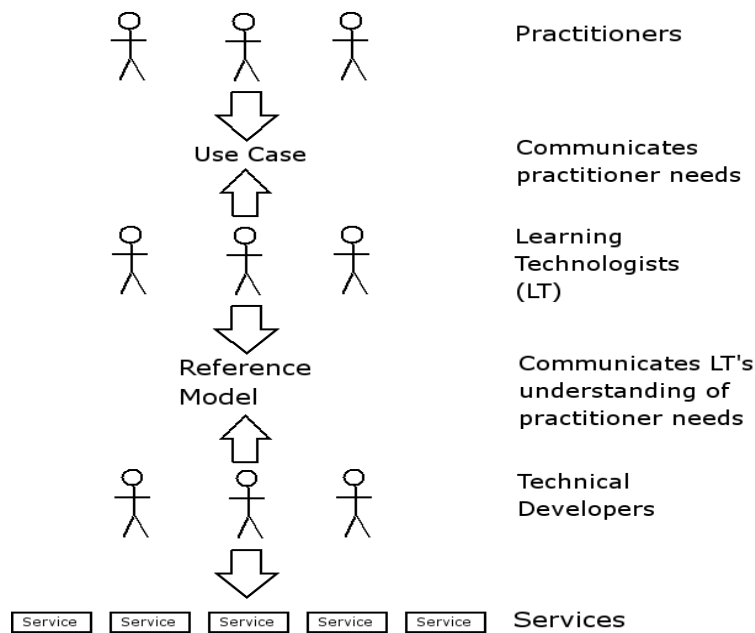 Practitioners
Use Case
Communicates
practitioner needs
Learning
Technologists
(LT)
Reference
Model
Communicates LT's
understanding of
practitioner needs
Technical
Developers
Service
Service
Service
Service
Service
Services